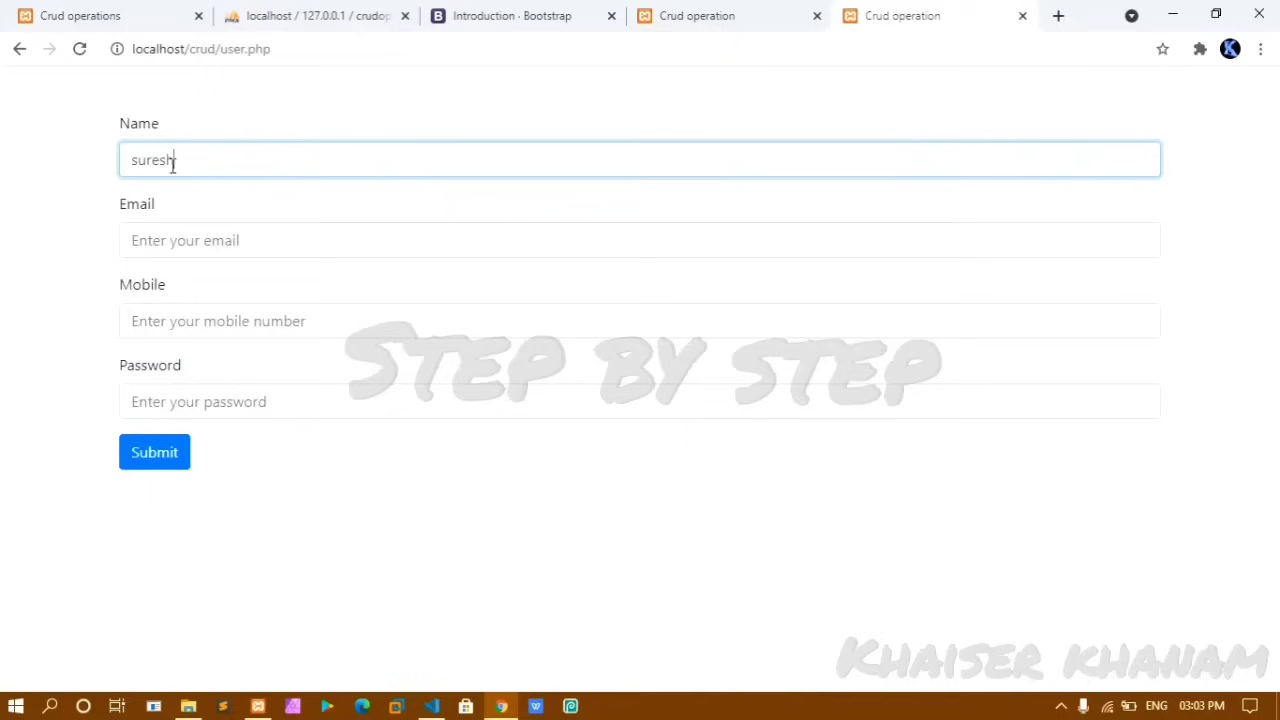 Crud operations
localhost / 127.0.0.1 / crudop
Introduction · Bootstrap
Crud operation
Crud operation
localhost/crud/user.php
Name
suresh
Email
Enter your email
Mobile
Enter your mobile number
Step by step
Password
Enter your password
Submit
Khaiser khanam
ENG
03:03 PM